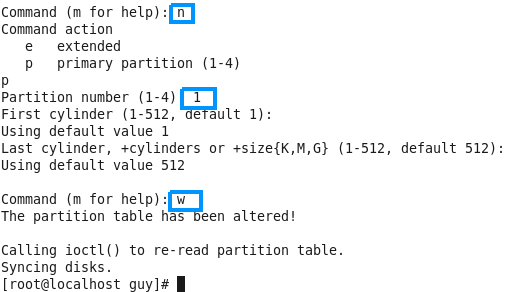 Command (m for help): n
Command action
   e   extended
   p   primary partition (1-4)
p
Partition number (1-4) 1
First cylinder (1-512, default 1):
Using default value 1
Last cylinder, +cylinders or +size{K,M,G} (1-512, default 512):
Using default value 512

Command (m for help): w
The partition table has been altered!

Calling ioctl() to re-read partition table.
Syncing disks.
[root@localhost guy]#